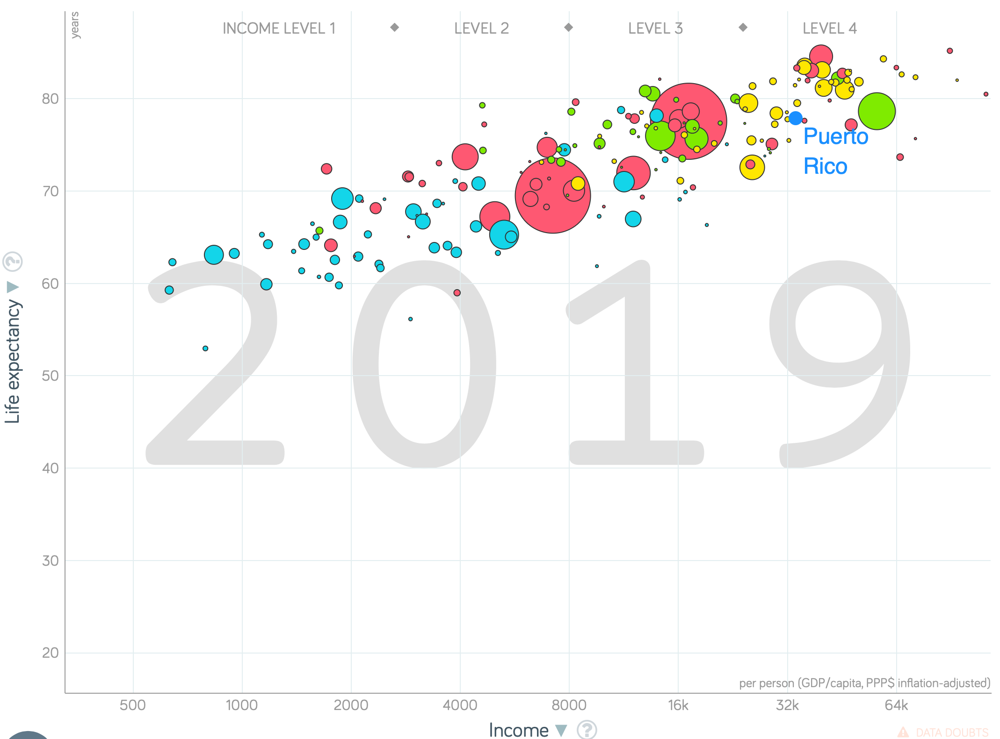 years
INCOME LEVEL 1 ◆ LEVEL 2 ◆ LEVEL 3 ◆ LEVEL 4
80
Puerto
Rico
70
60
50
40
30
20
2019
Life expectancy ▼ ?
per person (GDP/capita, PPP$ inflation-adjusted)
500 1000 2000 4000 8000 16k 32k 64k
Income ▼ ?
DATA DOUBTS